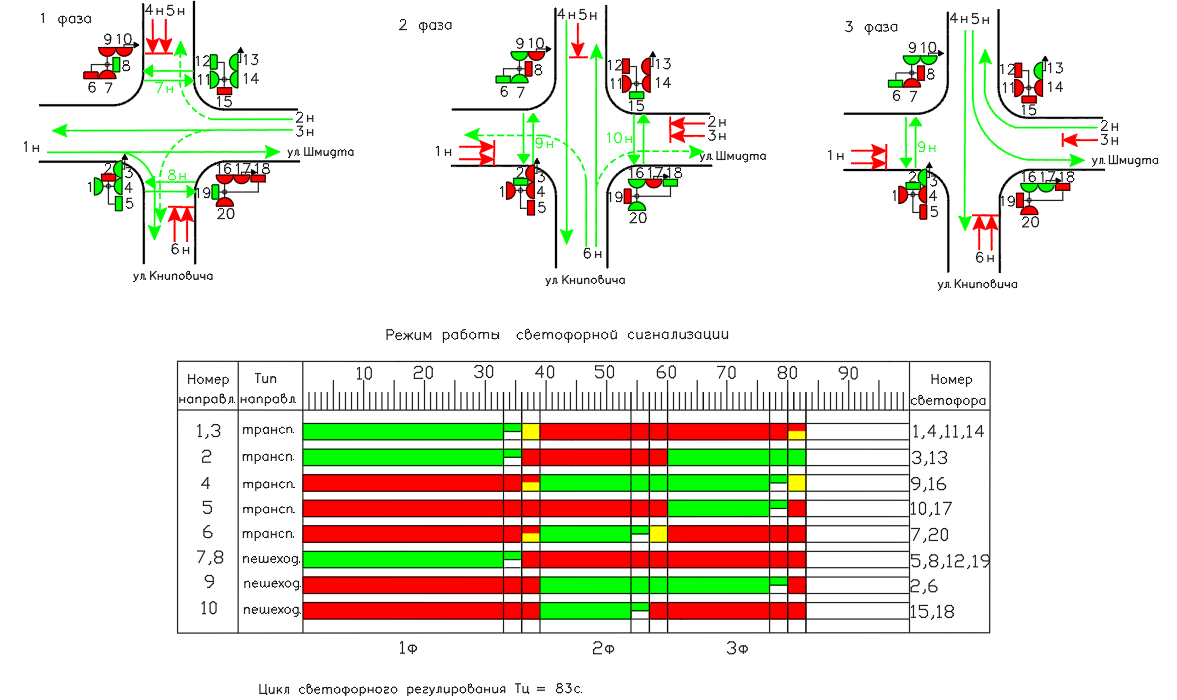 1 фаза
4н 5н
9 10
8
6 7
12
13
11
14
15
7н
2н
3н
1н
ул. Шмидта
8н
2
3
1
4
5
16 17 18
19
20
6н
ул. Книповича
2 фаза
4н 5н
9 10
8
6 7
12
13
11
14
15
2н
3н
1н
9н
10н
ул. Шмидта
2
3
1
4
5
16 17 18
19
20
6н
ул. Книповича
3 фаза
4н 5н
9 10
8
6 7
12
13
11
14
15
2н
3н
1н
9н
ул. Шмидта
2
3
1
4
5
16 17 18
19
20
6н
ул. Книповича
Режим работы светофорной сигнализации
Номер направл.
Тип направл.
10 20 30 40 50 60 70 80 90
Номер светофора
1,3 трансп. 1,4,11,14
2 трансп. 3,13
4 трансп. 9,16
5 трансп. 10,17
6 трансп. 7,20
7,8 пешеход. 5,8,12,19
9 пешеход. 2,6
10 пешеход. 15,18
1Ф 2Ф 3Ф
Цикл светофорного регулирования Тц = 83с.